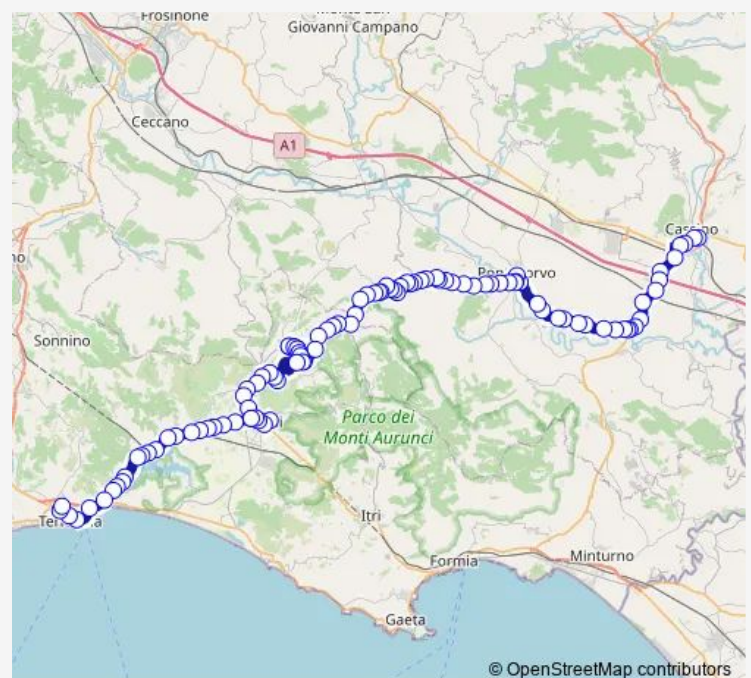 Frosinone
Giovanni Campano
Ceccano
A1
Sonnino
Parco dei
Monti Aurunci
Itri
Formia
Minturno
Gaeta
© OpenStreetMap contributors